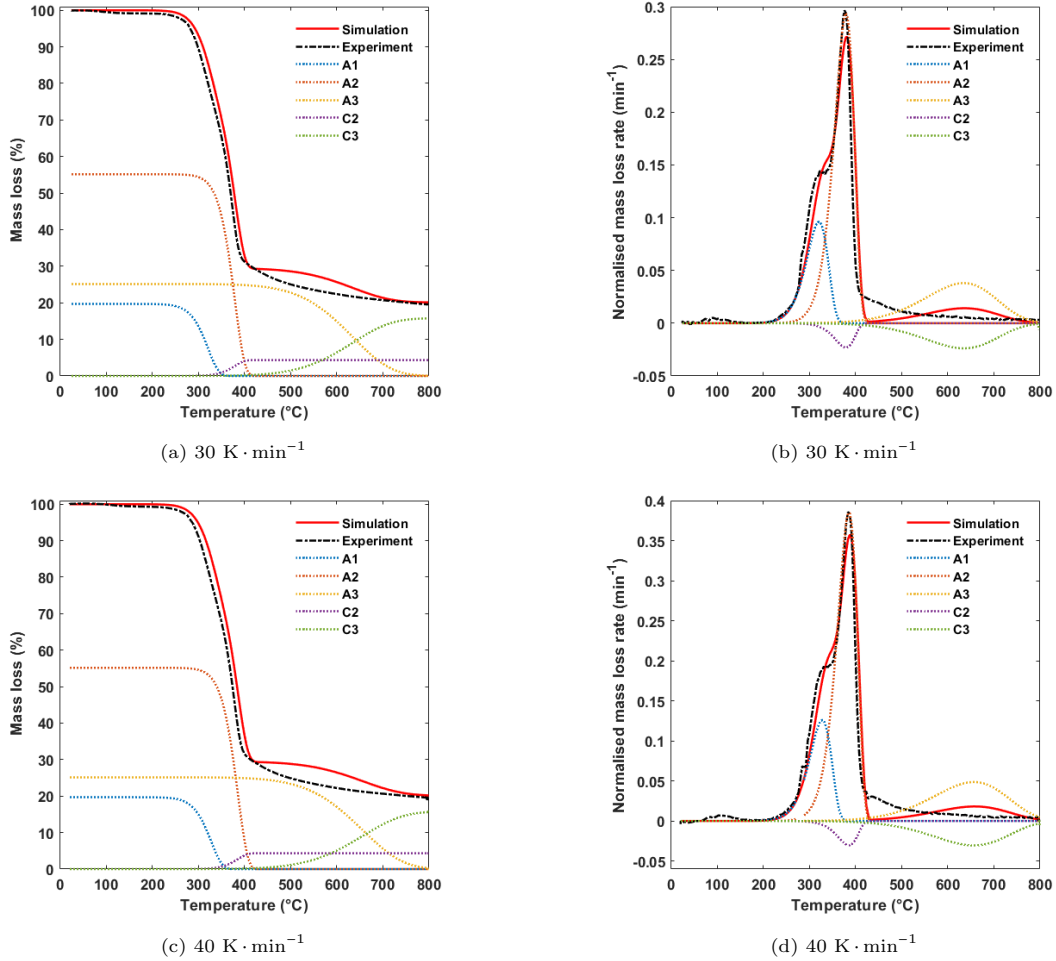 100
90
80
70
60
50
40
30
20
10
0
Mass loss (%)
Simulation
Experiment
A1
A2
A3
C2
C3
0 100 200 300 400 500 600 700 800
Temperature (°C)
(a) 30 K · min⁻¹
0.3
0.25
0.2
0.15
0.1
0.05
0
-0.05
Normalised mass loss rate (min⁻¹)
Simulation
Experiment
A1
A2
A3
C2
C3
0 100 200 300 400 500 600 700 800
Temperature (°C)
(b) 30 K · min⁻¹
100
90
80
70
60
50
40
30
20
10
0
Mass loss (%)
Simulation
Experiment
A1
A2
A3
C2
C3
0 100 200 300 400 500 600 700 800
Temperature (°C)
(c) 40 K · min⁻¹
0.4
0.35
0.3
0.25
0.2
0.15
0.1
0.05
0
-0.05
Normalised mass loss rate (min⁻¹)
Simulation
Experiment
A1
A2
A3
C2
C3
0 100 200 300 400 500 600 700 800
Temperature (°C)
(d) 40 K · min⁻¹